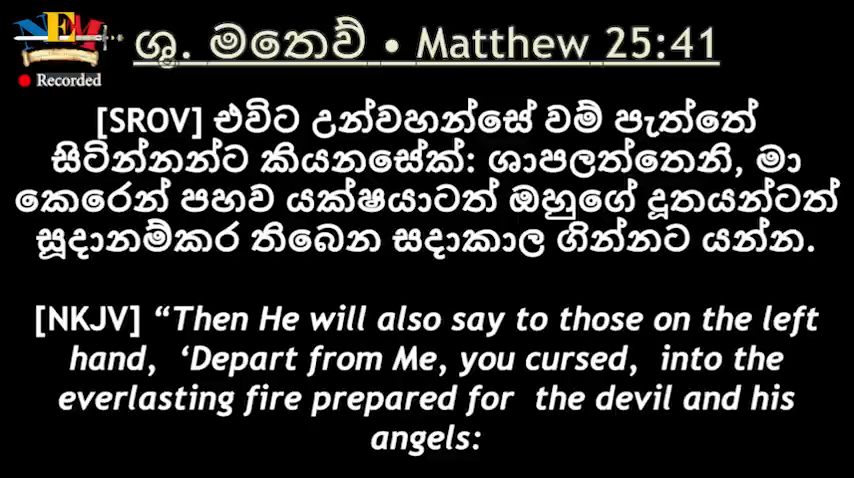 NEM
Recorded
ශු. මතෙව් • Matthew 25:41
[SROV] එවිට උන්වහන්සේ වම් පැත්තේ
සිටින්නන්ට කියනසේක්: ශාපලත්තෙනි, මා
කෙරෙන් පහව යක්ෂයාටත් ඔහුගේ දූතයන්ටත්
සූදානම්කර තිබෙන සදාකාල ගින්නට යන්න.
[NKJV] “Then He will also say to those on the left
hand, ‘Depart from Me, you cursed, into the
everlasting fire prepared for the devil and his
angels: